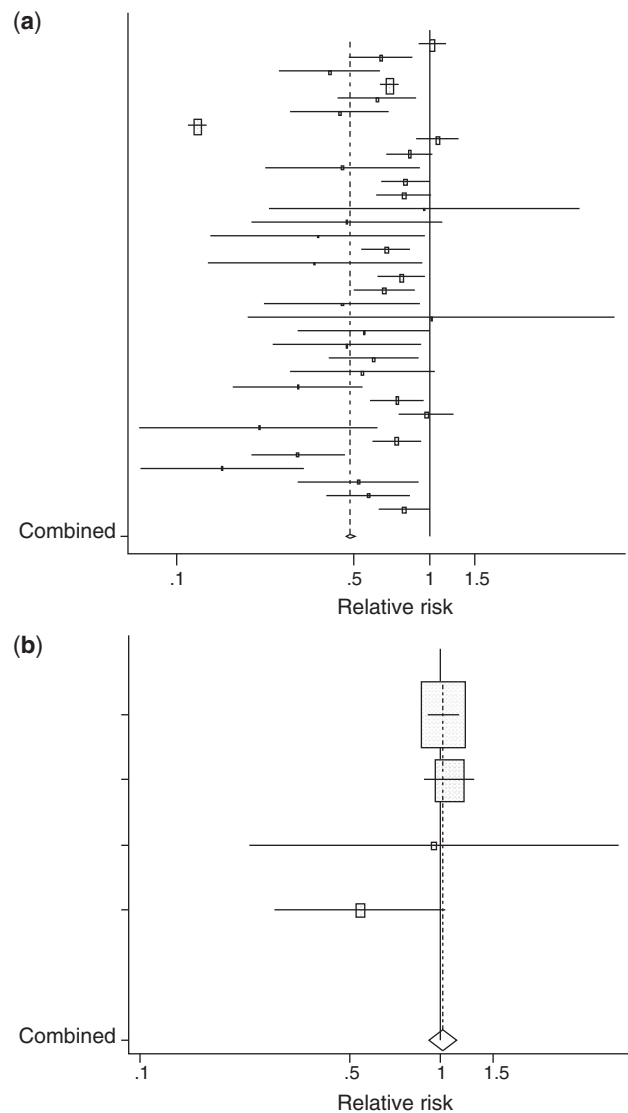 (a)
Combined
.1 .5 1 1.5
Relative risk
(b)
Combined
.1 .5 1 1.5
Relative risk